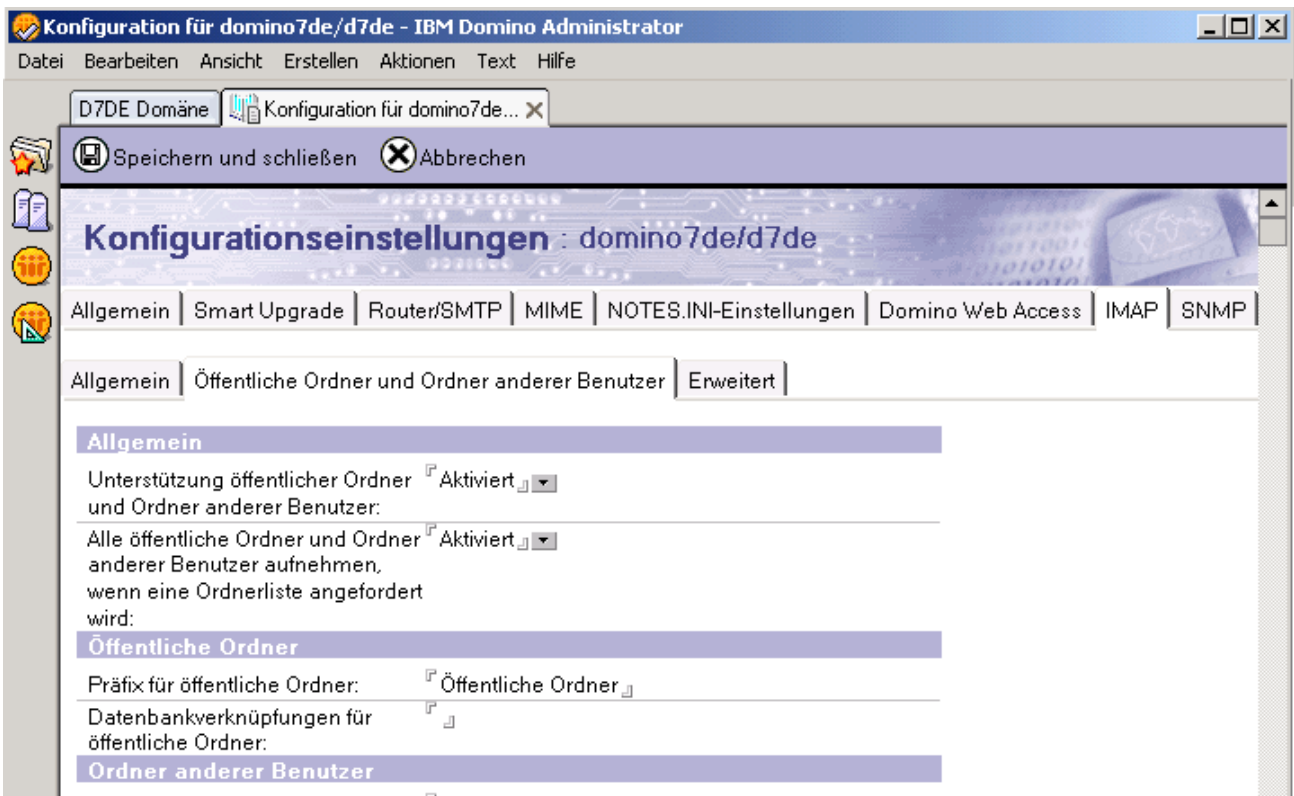 Konfiguration für domino7de/d7de - IBM Domino Administrator
Datei Bearbeiten Ansicht Erstellen Aktionen Text Hilfe
D7DE Domäne Konfiguration für domino7de...
Speichern und schließen Abbrechen
Konfigurationseinstellungen : domino7de/d7de
Allgemein Smart Upgrade Router/SMTP MIME NOTES.INI-Einstellungen Domino Web Access IMAP SNMP
Allgemein Öffentliche Ordner und Ordner anderer Benutzer Erweitert
Allgemein
Unterstützung öffentlicher Ordner Aktiviert
und Ordner anderer Benutzer:
Alle öffentliche Ordner und Ordner Aktiviert
anderer Benutzer aufnehmen,
wenn eine Ordnerliste angefordert
wird:
Öffentliche Ordner
Präfix für öffentliche Ordner: Öffentliche Ordner
Datenbankverknüpfungen für
öffentliche Ordner:
Ordner anderer Benutzer